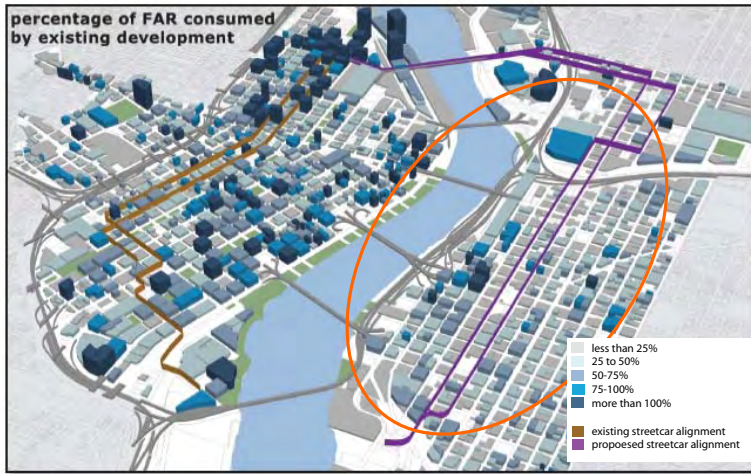 percentage of FAR consumed
by existing development
less than 25%
25 to 50%
50-75%
75-100%
more than 100%
existing streetcar alignment
propoesed streetcar alignment